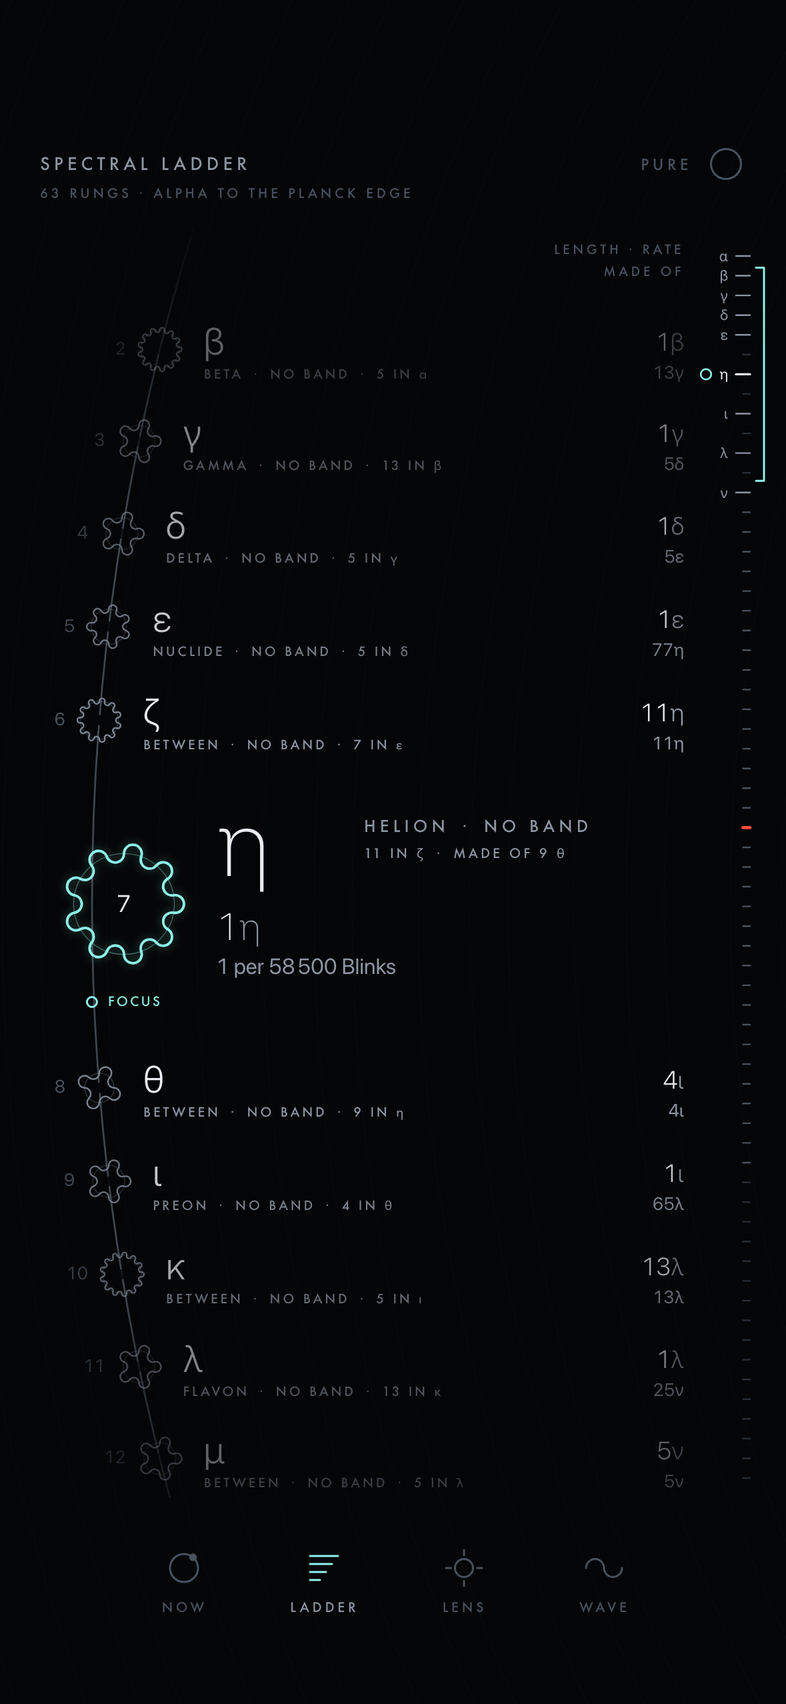 SPECTRAL LADDER
PURE
63 RUNGS · ALPHA TO THE PLANCK EDGE
LENGTH · RATE
MADE OF
α
β
γ
δ
ε
η
ι
λ
ν
2 β 1β
BETA · NO BAND · 5 IN α 13γ
3 γ 1γ
GAMMA · NO BAND · 13 IN β 5δ
4 δ 1δ
DELTA · NO BAND · 5 IN γ 5ε
5 ε 1ε
NUCLIDE · NO BAND · 5 IN δ 77η
6 ζ 11η
BETWEEN · NO BAND · 7 IN ε 11η
7 η HELION · NO BAND
11 IN ζ · MADE OF 9 θ
1η
1 per 58 500 Blinks
FOCUS
8 θ 4ι
BETWEEN · NO BAND · 9 IN η 4ι
9 ι 1ι
PREON · NO BAND · 4 IN θ 65λ
10 κ 13λ
BETWEEN · NO BAND · 5 IN ι 13λ
11 λ 1λ
FLAVON · NO BAND · 13 IN κ 25ν
12 μ 5ν
BETWEEN · NO BAND · 5 IN λ 5ν
NOW LADDER LENS WAVE